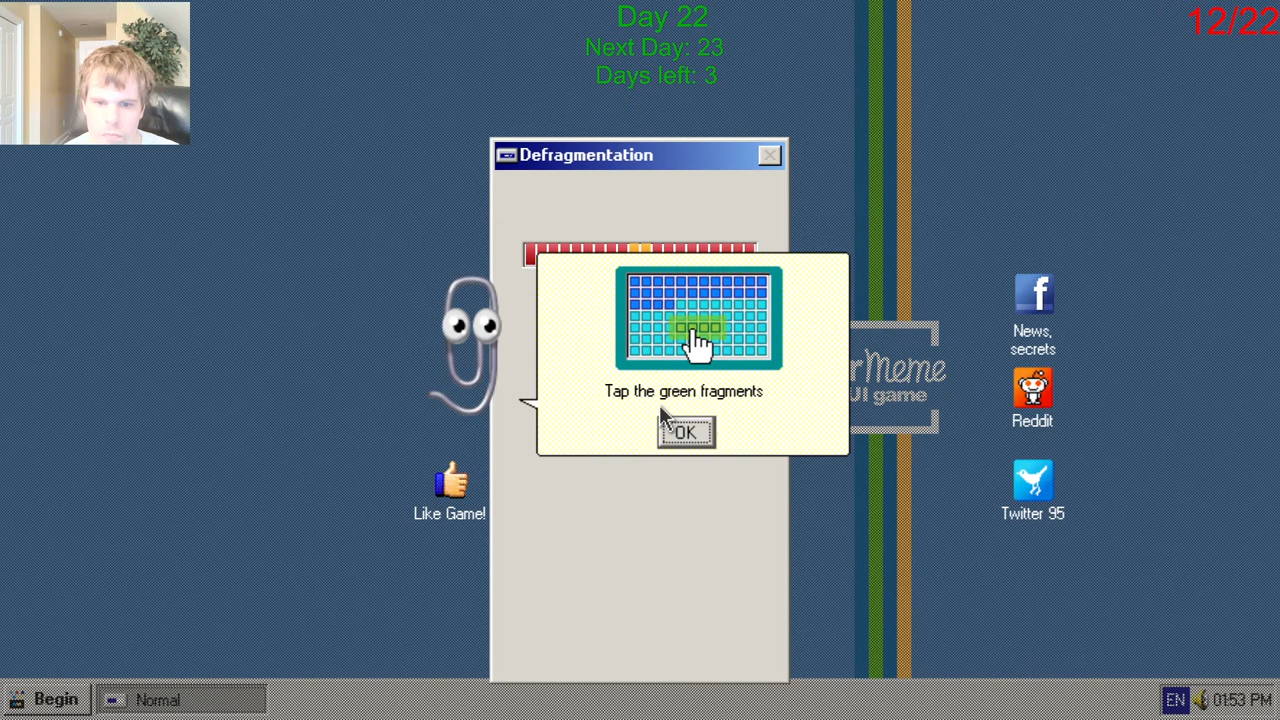 Day 22
Next Day: 23
Days left: 3
12/22
Defragmentation
Tap the green fragments
OK
Like Game!
News,
secrets
rMeme
UI game
Reddit
Twitter 95
Begin
Normal
EN
01:53 PM